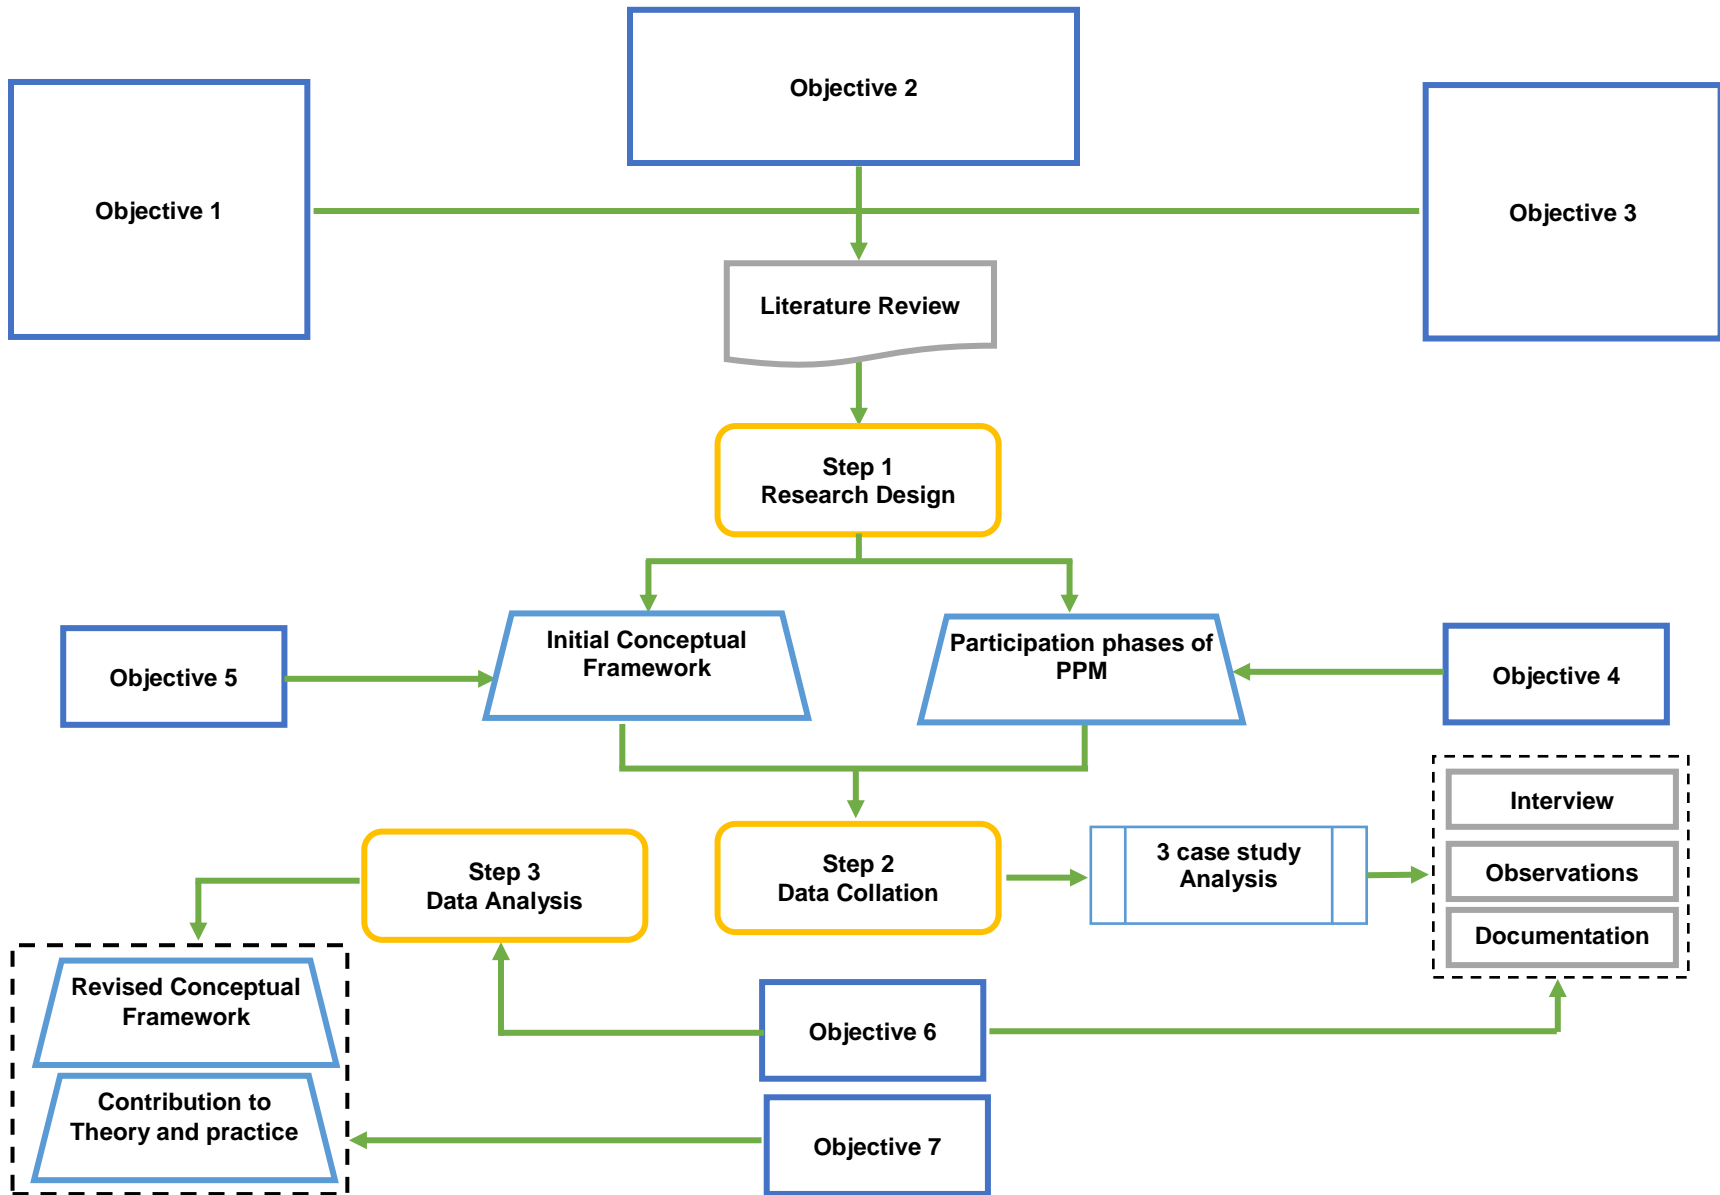 Objective 2
Objective 1
Objective 3
Literature Review
Step 1
Research Design
Initial Conceptual
Framework
Participation phases of
PPM
Objective 5
Objective 4
Interview
Observations
Documentation
3 case study
Analysis
Step 2
Data Collation
Step 3
Data Analysis
Revised Conceptual
Framework
Contribution to
Theory and practice
Objective 6
Objective 7